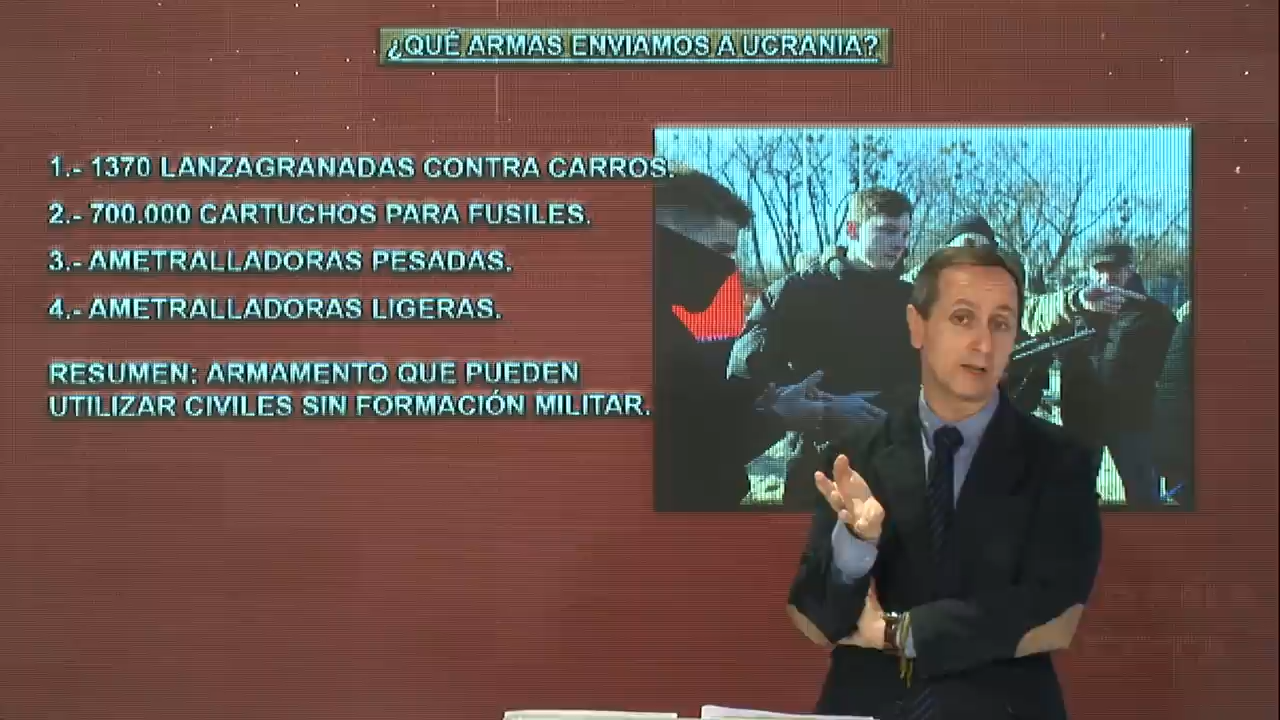 ¿QUÉ ARMAS ENVIAMOS A UCRANIA?
1.- 1370 LANZAGRANADAS CONTRA CARROS.
2.- 700.000 CARTUCHOS PARA FUSILES.
3.- AMETRALLADORAS PESADAS.
4.- AMETRALLADORAS LIGERAS.
RESUMEN: ARMAMENTO QUE PUEDEN
UTILIZAR CIVILES SIN FORMACIÓN MILITAR.